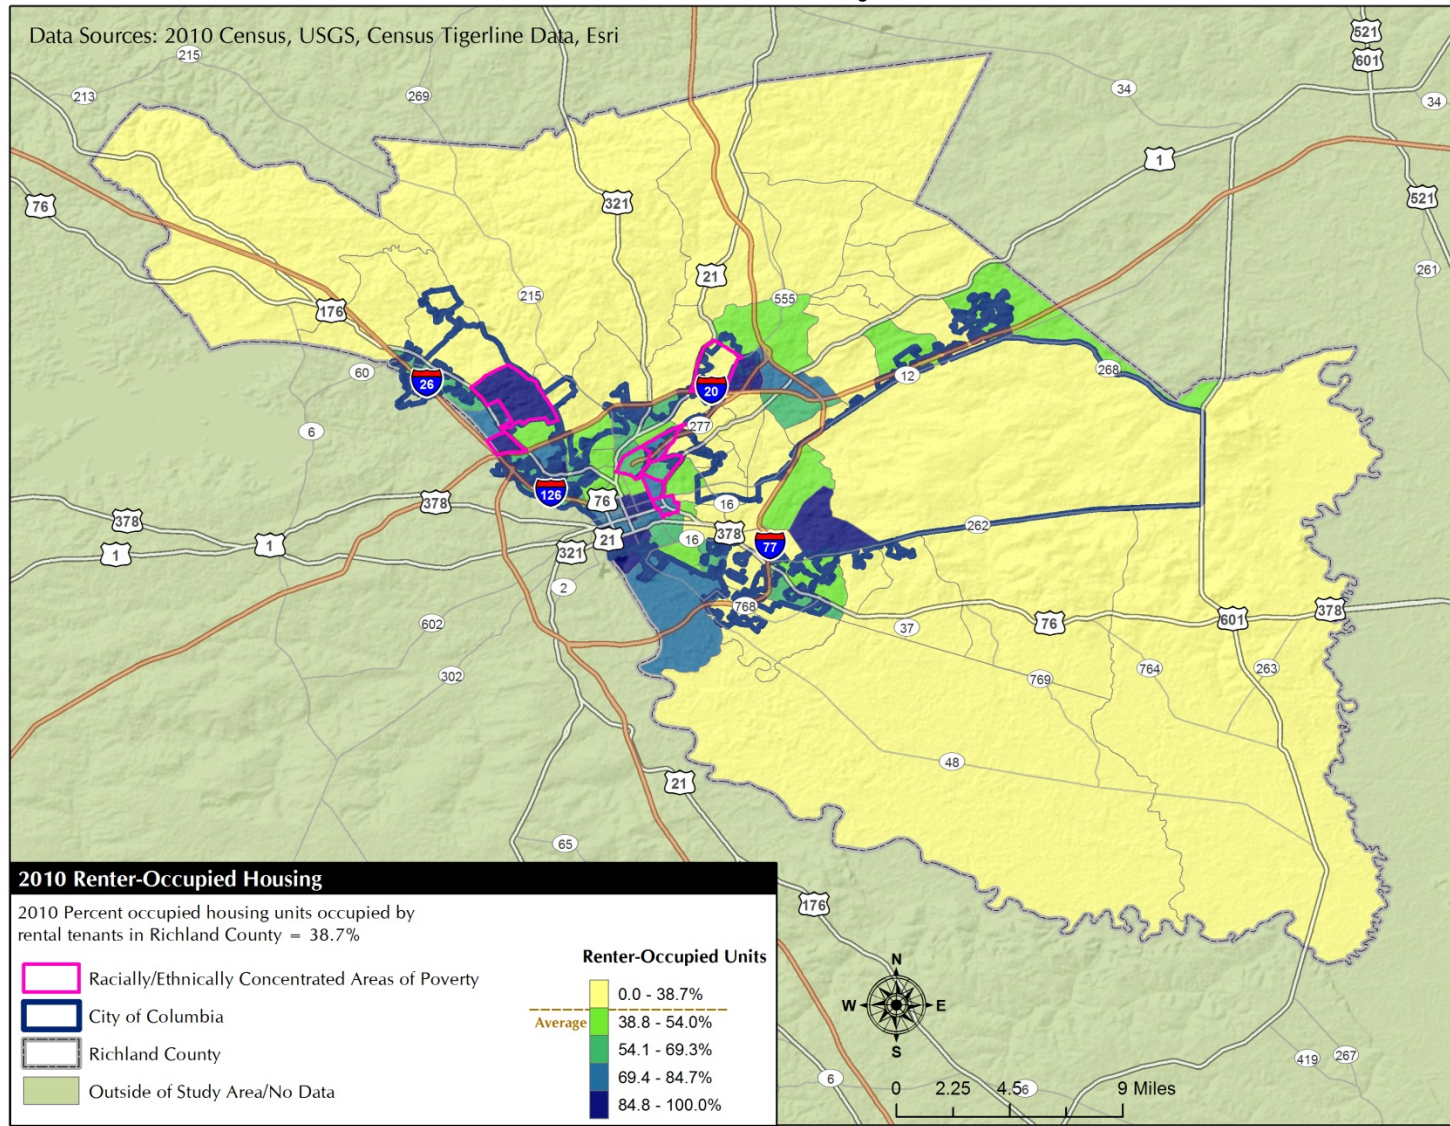 Data Sources: 2010 Census, USGS, Census Tigerline Data, Esri
521
601
215
213
269
34
34
1
76
321
521
261
21
555
215
176
60
26
20
12
268
6
277
126
76
378
378
16
262
378
1
1
321
21
16
378
77
2
768
602
37
76
601
378
302
769
764
263
48
21
65
176
2010 Renter-Occupied Housing
2010 Percent occupied housing units occupied by
rental tenants in Richland County = 38.7%
Racially/Ethnically Concentrated Areas of Poverty
City of Columbia
Richland County
Outside of Study Area/No Data
Renter-Occupied Units
0.0 - 38.7%
Average
38.8 - 54.0%
54.1 - 69.3%
69.4 - 84.7%
84.8 - 100.0%
N
W
E
S
419
267
6
6
0 2.25 4.5 9 Miles